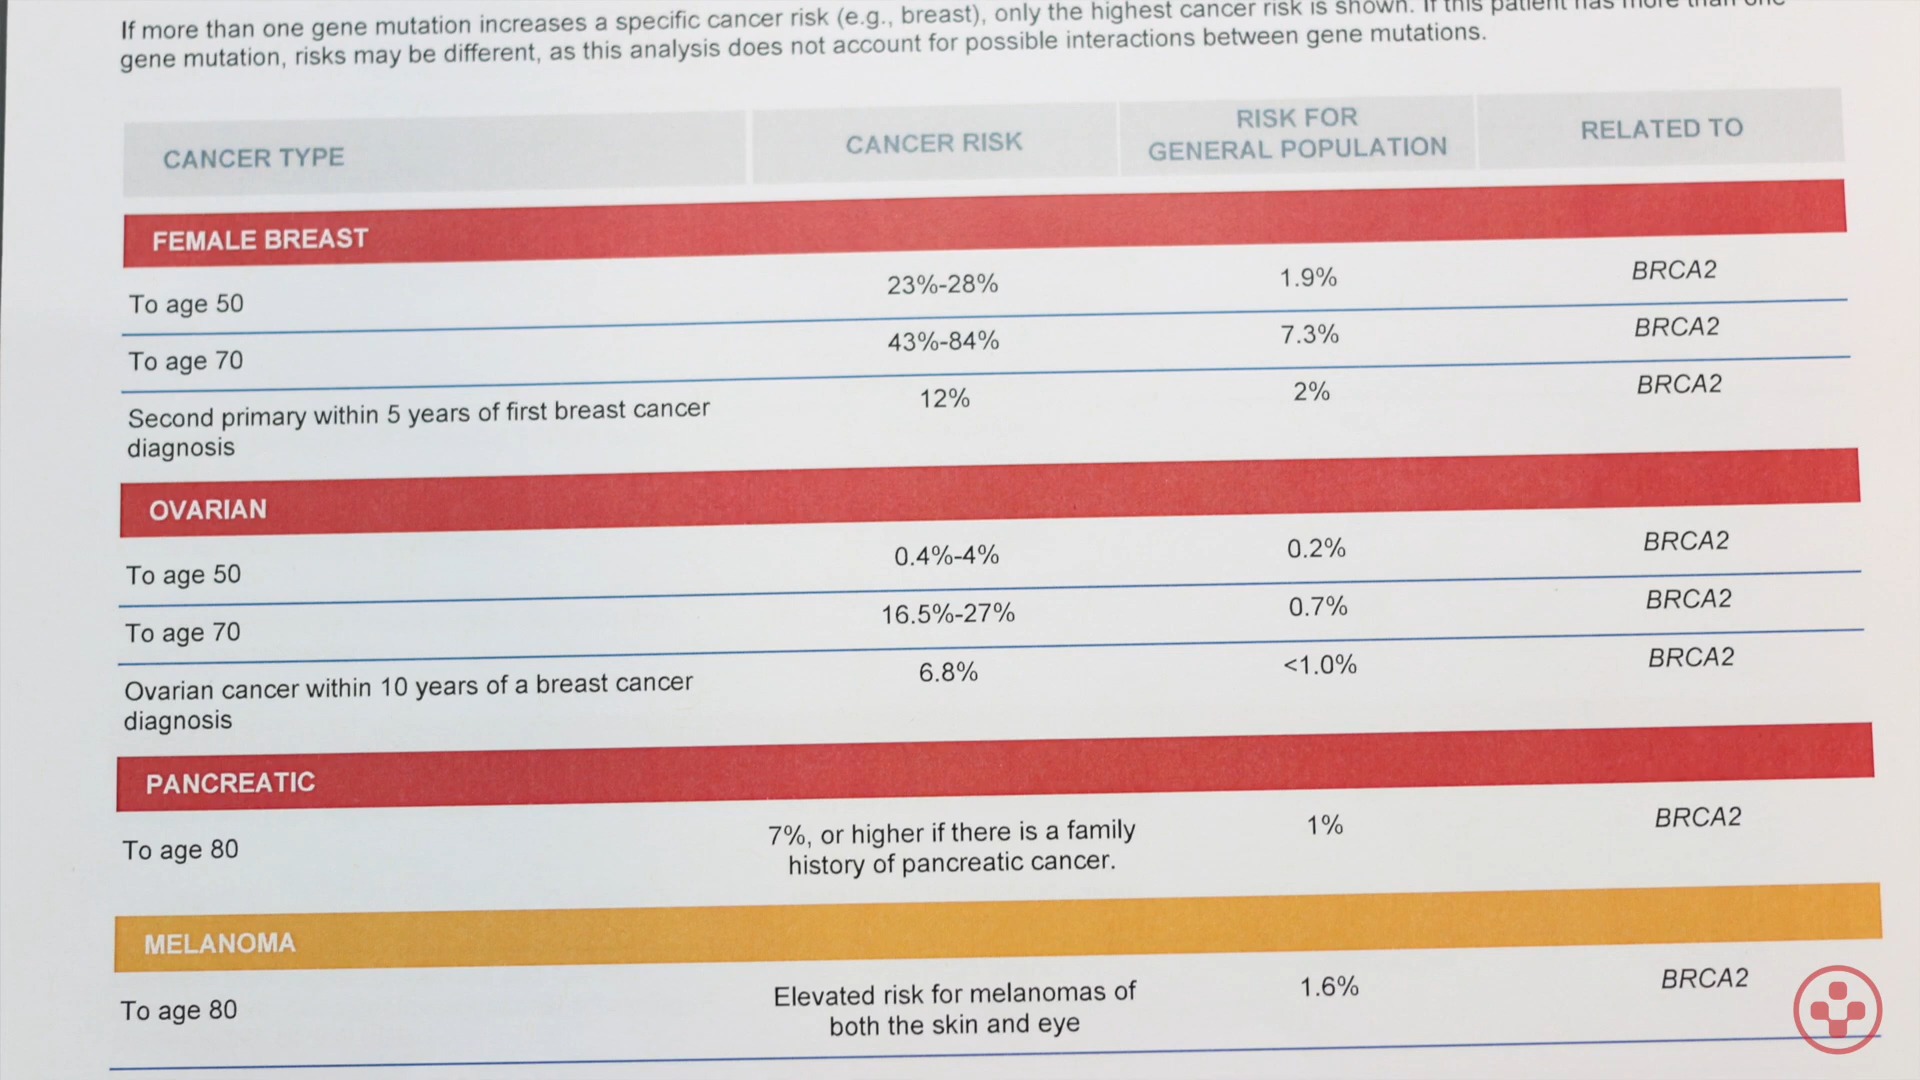 If more than one gene mutation increases a specific cancer risk (e.g., breast), only the highest cancer risk is shown. If this patient has more than one
gene mutation, risks may be different, as this analysis does not account for possible interactions between gene mutations.
CANCER TYPE CANCER RISK RISK FOR GENERAL POPULATION RELATED TO
FEMALE BREAST
To age 50 23%-28% 1.9% BRCA2
To age 70 43%-84% 7.3% BRCA2
Second primary within 5 years of first breast cancer 12% 2% BRCA2
diagnosis
OVARIAN
To age 50 0.4%-4% 0.2% BRCA2
To age 70 16.5%-27% 0.7% BRCA2
Ovarian cancer within 10 years of a breast cancer 6.8% <1.0% BRCA2
diagnosis
PANCREATIC
To age 80 7%, or higher if there is a family 1% BRCA2
history of pancreatic cancer.
MELANOMA
To age 80 Elevated risk for melanomas of 1.6% BRCA2
both the skin and eye